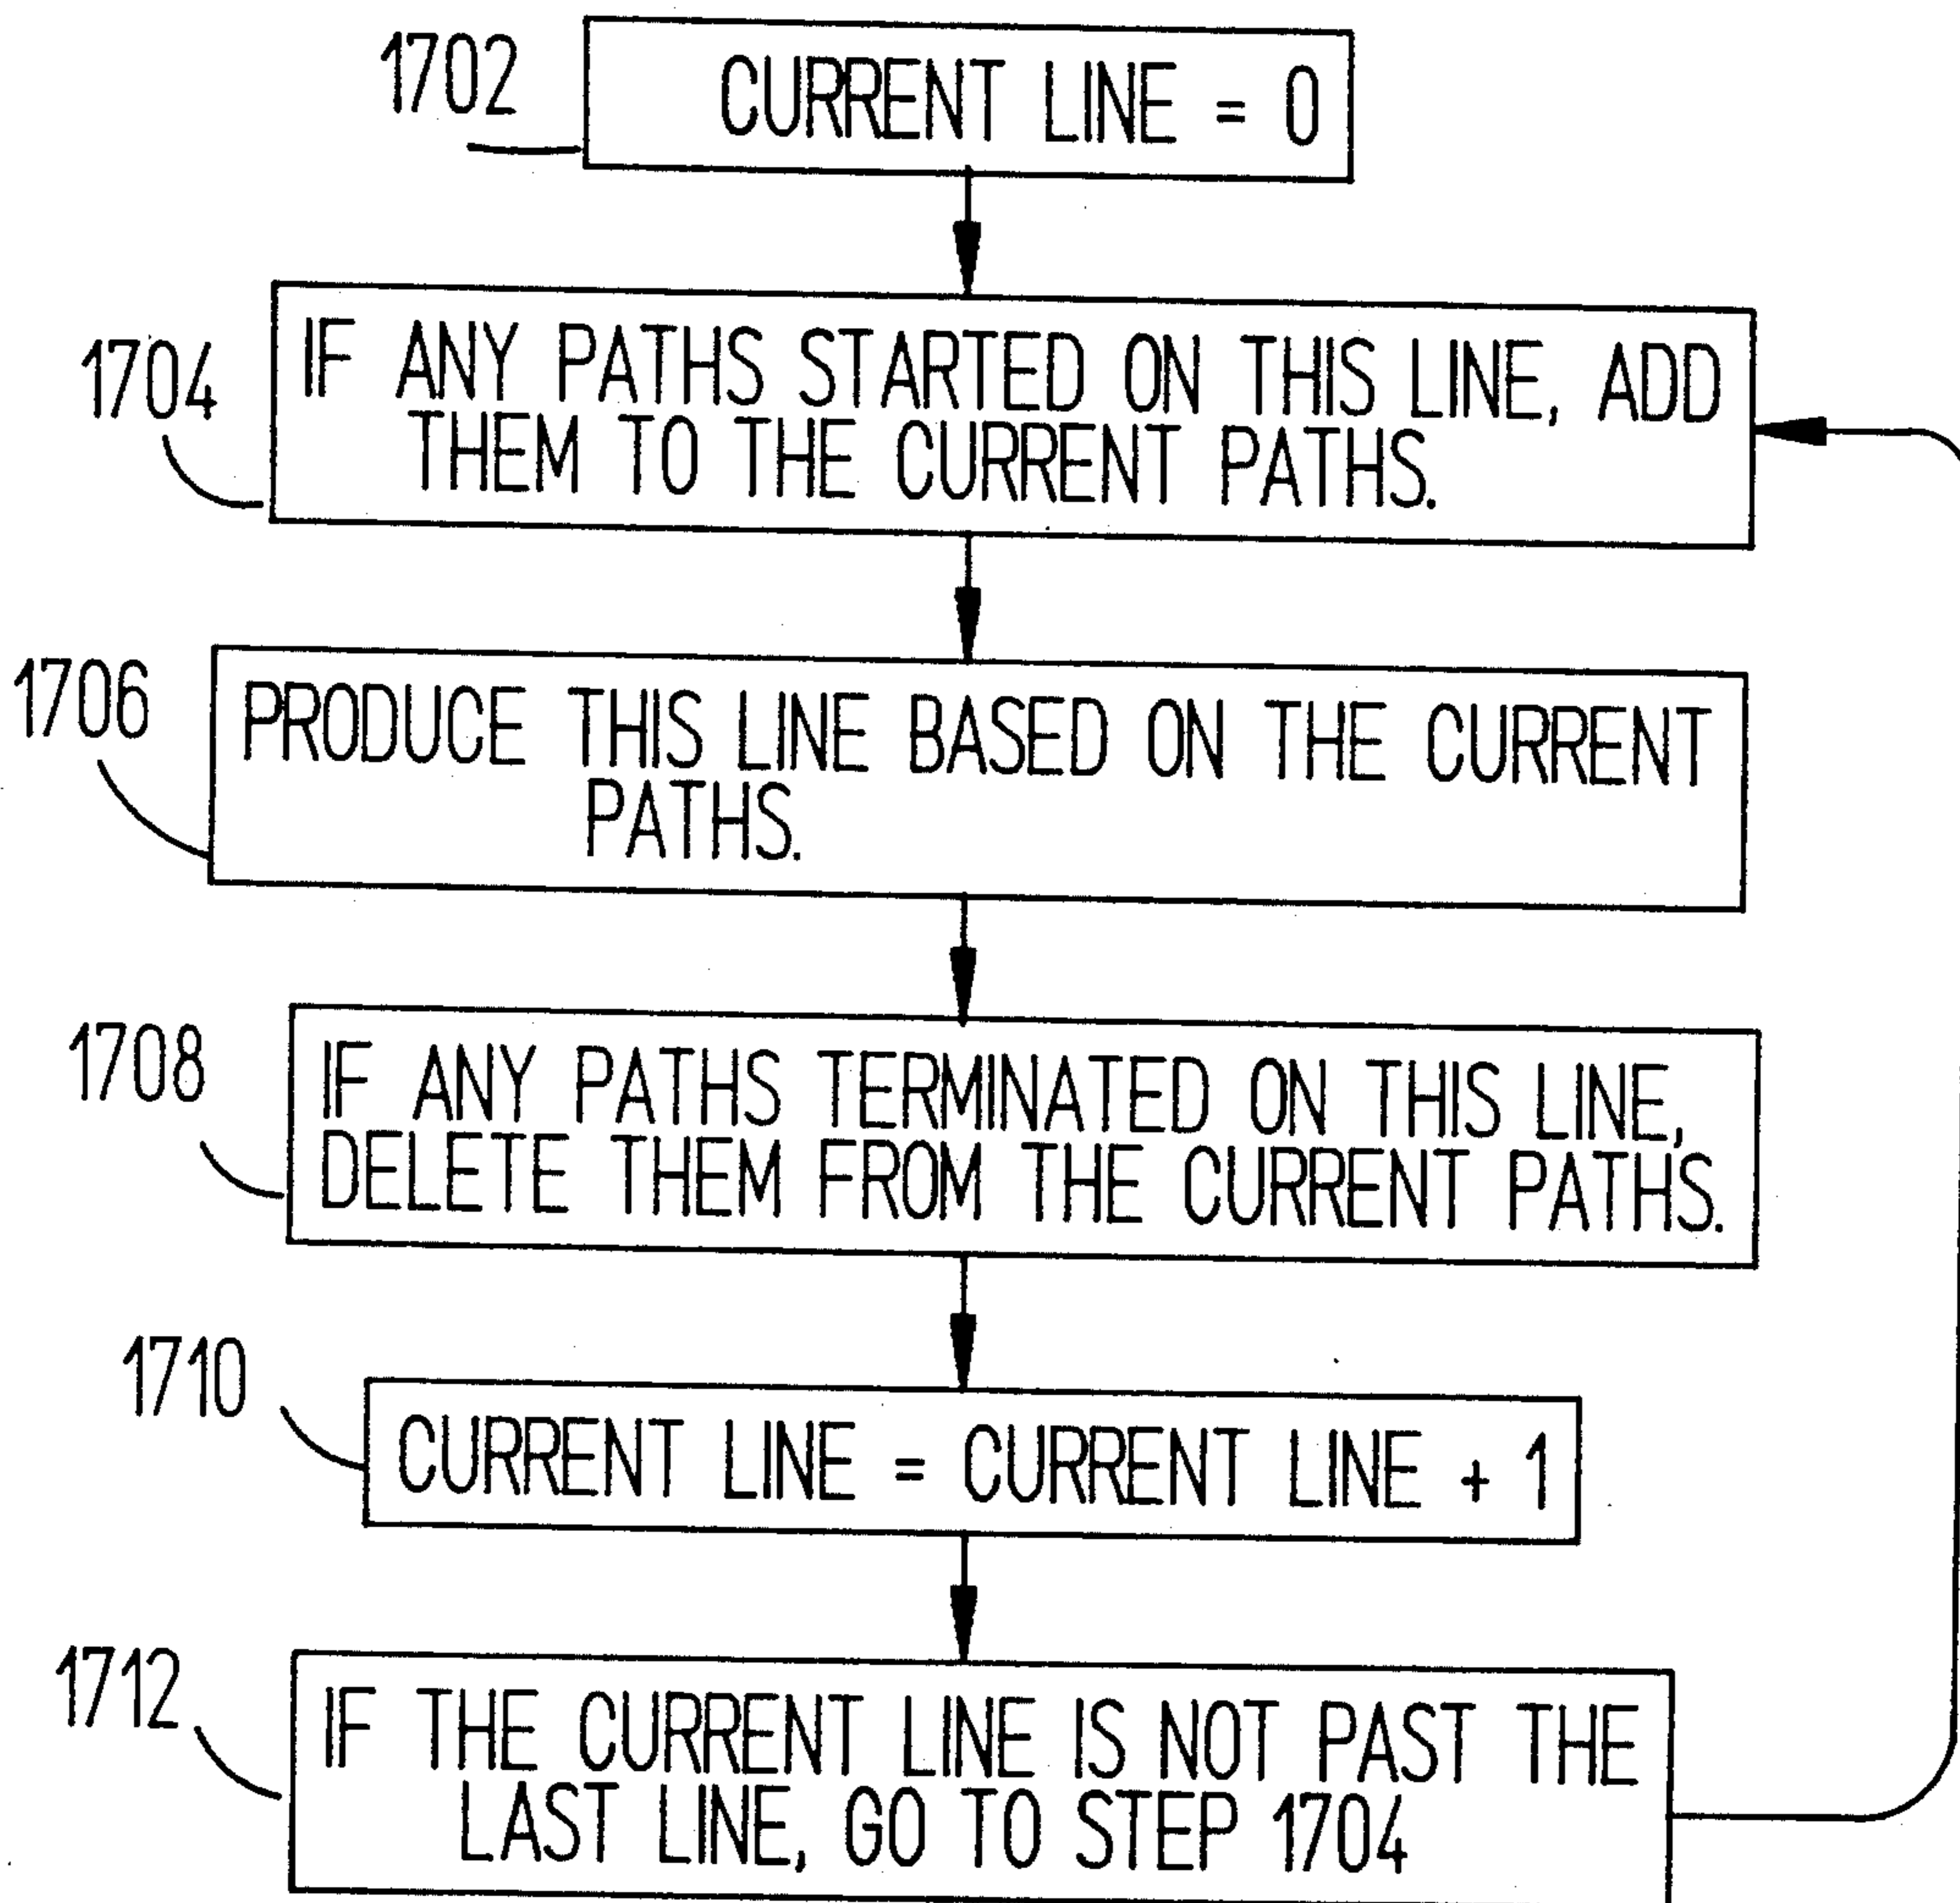 1702
CURRENT LINE = 0
1704
IF ANY PATHS STARTED ON THIS LINE, ADD
THEM TO THE CURRENT PATHS.
1706
PRODUCE THIS LINE BASED ON THE CURRENT
PATHS.
1708
IF ANY PATHS TERMINATED ON THIS LINE,
DELETE THEM FROM THE CURRENT PATHS.
1710
CURRENT LINE = CURRENT LINE + 1
1712
IF THE CURRENT LINE IS NOT PAST THE
LAST LINE, GO TO STEP 1704